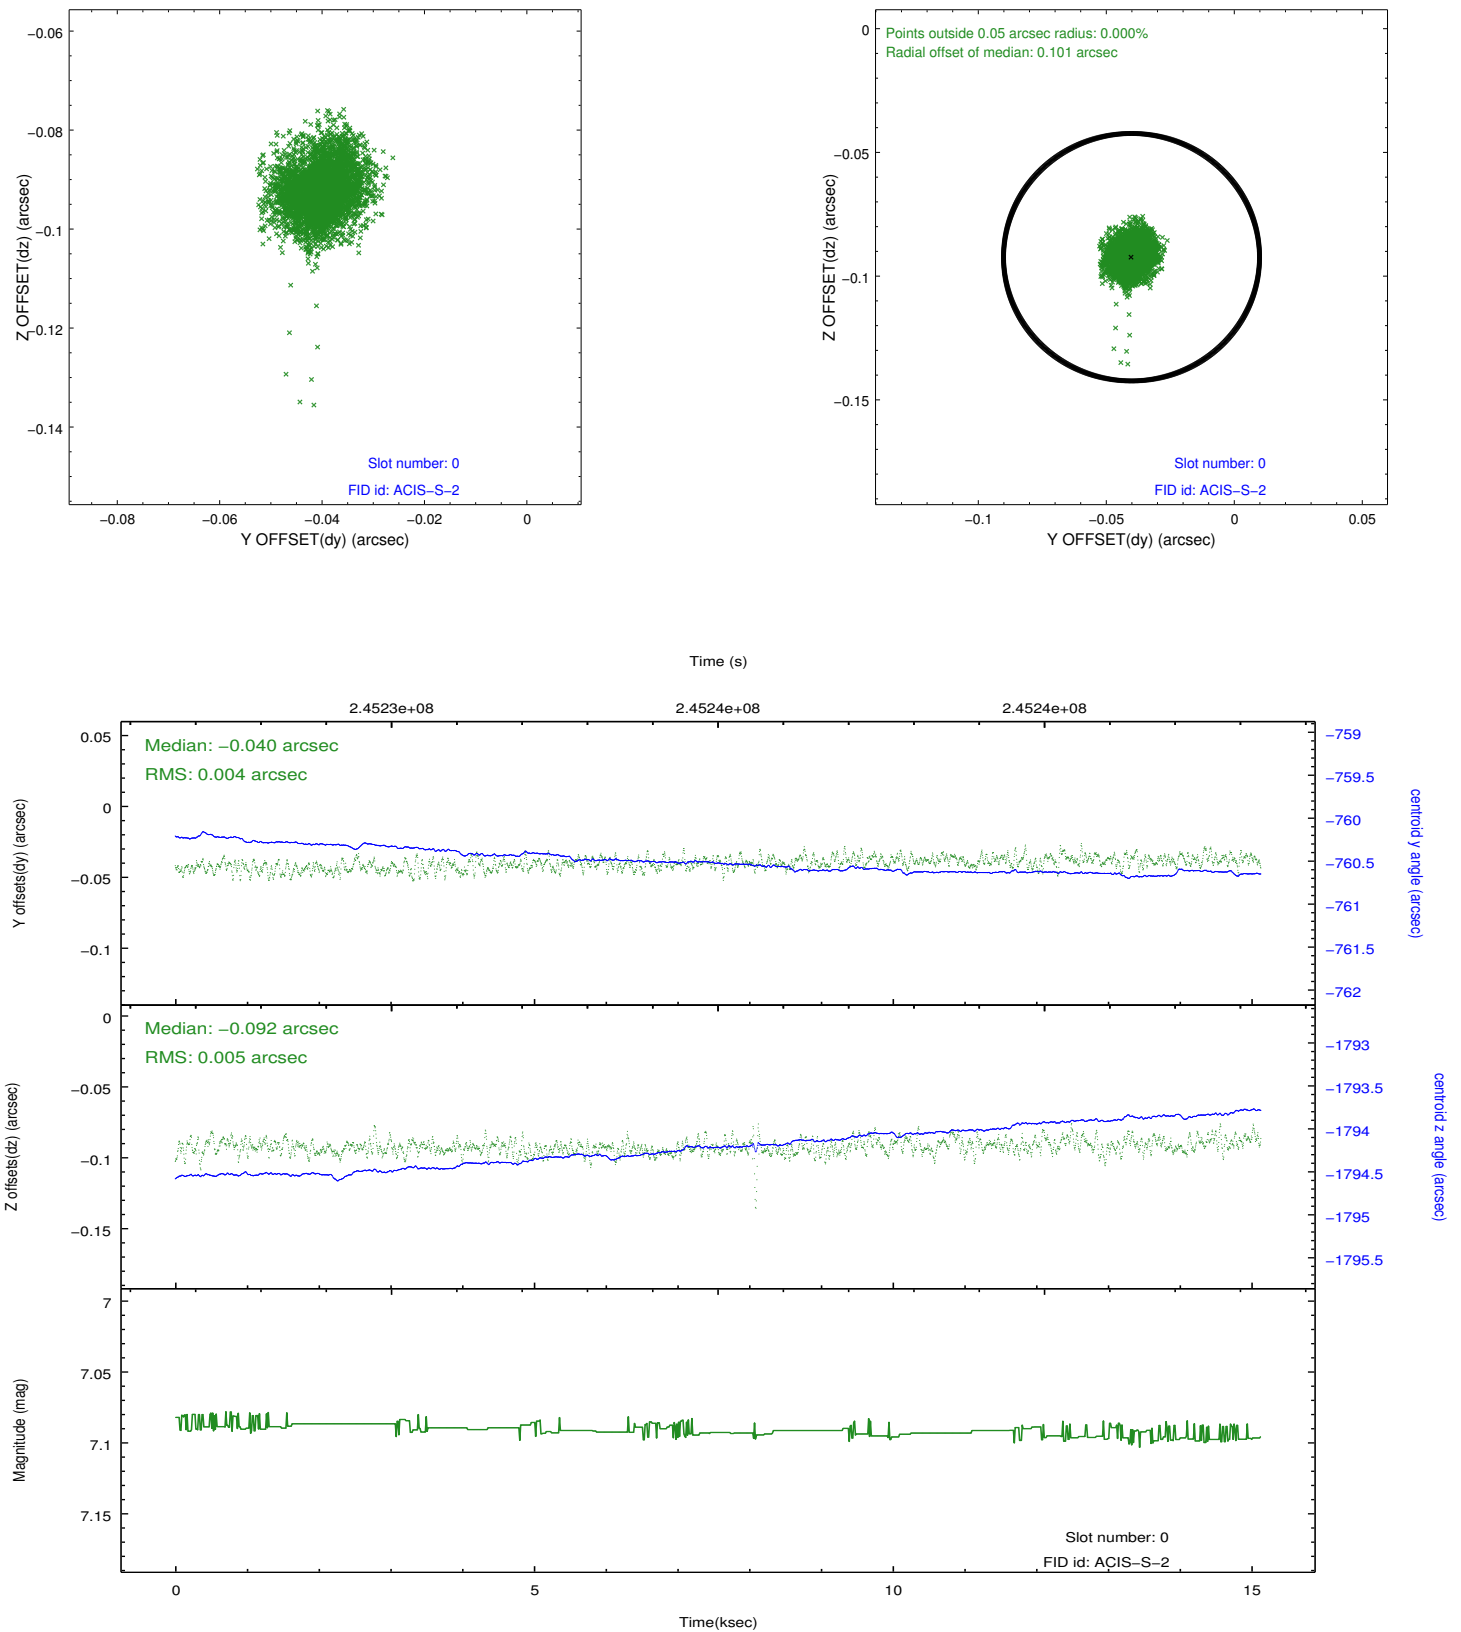 −0.06
−0.08
−0.1
−0.12
−0.14
Z OFFSET(dz) (arcsec)
Slot number: 0
FID id: ACIS−S−2
−0.08
−0.06
−0.04
−0.02
0
Y OFFSET(dy) (arcsec)
Points outside 0.05 arcsec radius: 0.000%
Radial offset of median: 0.101 arcsec
0
−0.05
−0.1
−0.15
Z OFFSET(dz) (arcsec)
Slot number: 0
FID id: ACIS−S−2
−0.1
−0.05
0
0.05
Y OFFSET(dy) (arcsec)
Time (s)
2.4523e+08
2.4524e+08
2.4524e+08
Median: −0.040 arcsec
RMS: 0.004 arcsec
0.05
0
−0.05
−0.1
Y offsets(dy) (arcsec)
−759
−759.5
−760
−760.5
−761
−761.5
−762
centroid y angle (arcsec)
Median: −0.092 arcsec
RMS: 0.005 arcsec
0
−0.05
−0.1
−0.15
Z offsets(dz) (arcsec)
−1793
−1793.5
−1794
−1794.5
−1795
−1795.5
centroid z angle (arcsec)
7
7.05
7.1
7.15
Magnitude (mag)
Slot number: 0
FID id: ACIS−S−2
0
5
10
15
Time(ksec)